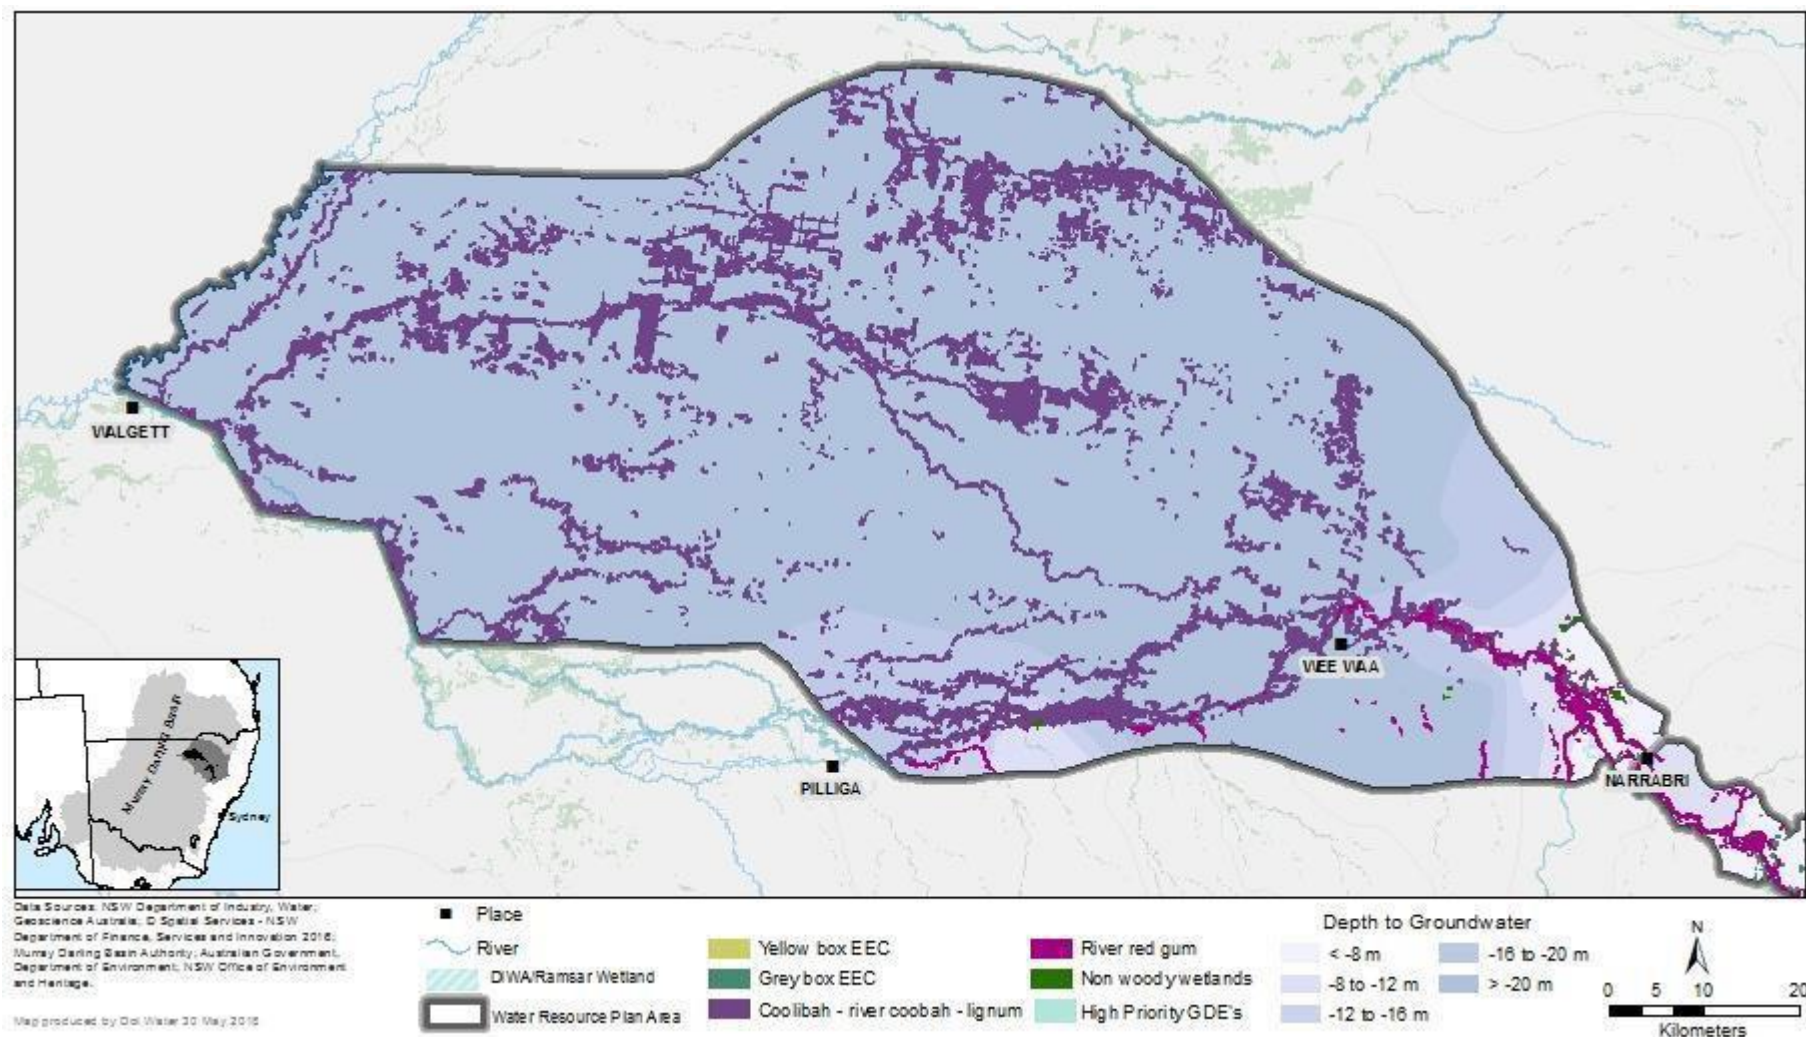 WALGETT
WEE WAA
PILLIGA
NARRABRI
Murray Darling Basin
Sydney
Data Sources: NSW Department of Industry, Water;
Geoscience Australia; D Spatial Services - NSW
Department of Finance, Services and Innovation 2016;
Murray Darling Basin Authority; Australian Government,
Department of Environment; NSW Office of Environment
and Heritage.
Map produced by DoI Water 30 May 2018
Place
River
DIWA/Ramsar Wetland
Water Resource Plan Area
Yellow box EEC
Grey box EEC
Coolibah - river coobah - lignum
River red gum
Non woody wetlands
High Priority GDE's
Depth to Groundwater
< -8 m
-8 to -12 m
-12 to -16 m
-16 to -20 m
> -20 m
N
0 5 10 20
Kilometers